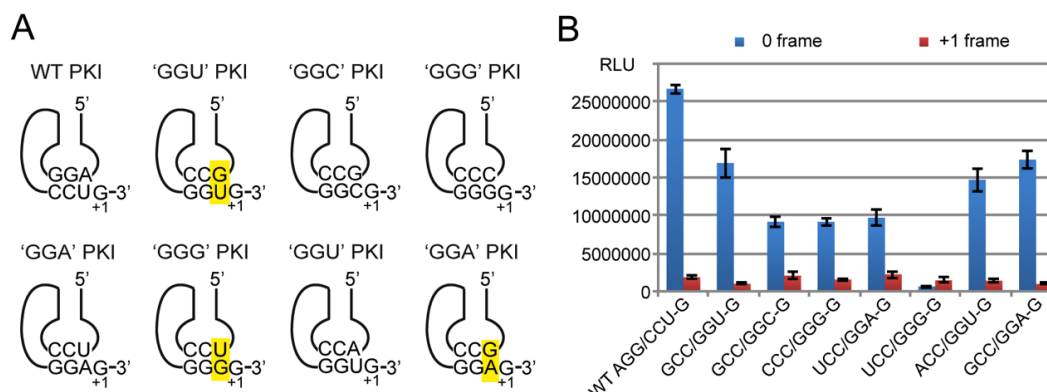 A
WT PKI 'GGU' PKI 'GGC' PKI 'GGG' PKI
5' 5' 5' 5'
GGA CCG CCG CCC
CCUG-3' GGUG-3' GGCG-3' GGGG-3'
+1 +1 +1 +1
'GGA' PKI 'GGG' PKI 'GGU' PKI 'GGA' PKI
5' 5' 5' 5'
CCU CCU CCA CCG
GGAG-3' GGGG-3' GGUG-3' GGAG-3'
+1 +1 +1 +1
B
0 frame +1 frame
RLU
25000000
20000000
15000000
10000000
5000000
0
WT AGG/CCU-G
GCC/GGU-G
GCC/GGC-G
CCC/GGG-G
UCC/GGA-G
UCC/GGG-G
ACC/GGU-G
GCC/GGA-G